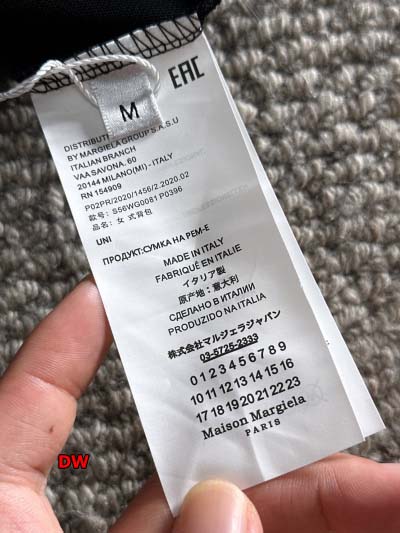 EAC
M
DISTRIBUT
BY MARGIELA GROUP S.A.S.U
ITALIAN BRANCH
VAA SAVONA. 60
20144 MILANO(MI) - ITALY
RN 154909
P02PR/2020/1456/2.2020.02
款号: S56WG0081 P0396
品名: 女 式背包
UNI
ПРОДУКТ:СУМКА НА РЕМ-Е
MADE IN ITALY
FABRIQUÉ EN ITALIE
イタリア製
原产地: 意大利
СДЕЛАНО В ИТАЛИИ
PRODUZIDO NA ITALIA
株式会社マルジェラジャパン
03-5725-2333
0 1 2 3 4 5 6 7 8 9
10 11 12 13 14 15 16
17 18 19 20 21 22 23
Maison Margiela
PARIS
DW